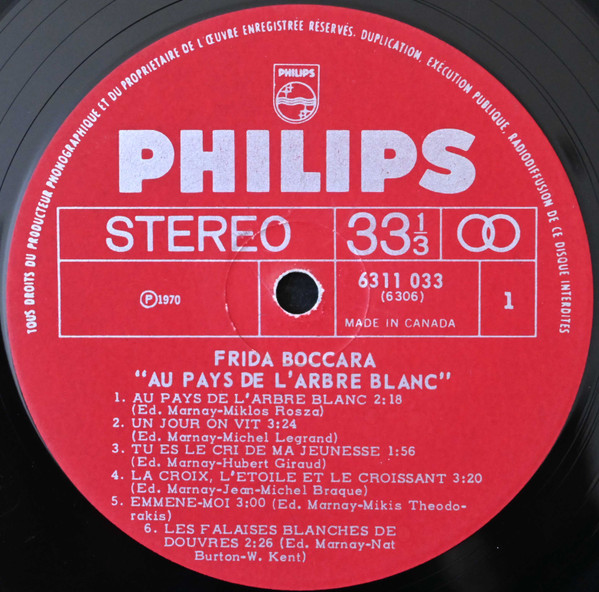 TOUS DROITS DU PRODUCTEUR PHONOGRAPHIQUE ET DU PROPRIETAIRE DE L'ŒUVRE ENREGISTRÉE RÉSERVÉS. DUPLICATION, EXÉCUTION PUBLIQUE, RADIODIFFUSION DE CE DISQUE INTERDITES
PHILIPS
PHILIPS
STEREO 33 1/3
℗1970
6311 033
(6306)
MADE IN CANADA
1
FRIDA BOCCARA
"AU PAYS DE L'ARBRE BLANC"
1. AU PAYS DE L'ARBRE BLANC 2:18
(Ed. Marnay-Miklos Rosza)
2. UN JOUR ON VIT 3:24
(Ed. Marnay-Michel Legrand)
3. TU ES LE CRI DE MA JEUNESSE 1:56
(Ed. Marnay-Hubert Giraud)
4. LA CROIX, L'ETOILE ET LE CROISSANT 3:20
(Ed. Marnay-Jean-Michel Braque)
5. EMMENE-MOI 3:00 (Ed. Marnay-Mikis Theodo-
rakis)
6. LES FALAISES BLANCHES DE
DOUVRES 2:26 (Ed. Marnay-Nat
Burton-W. Kent)